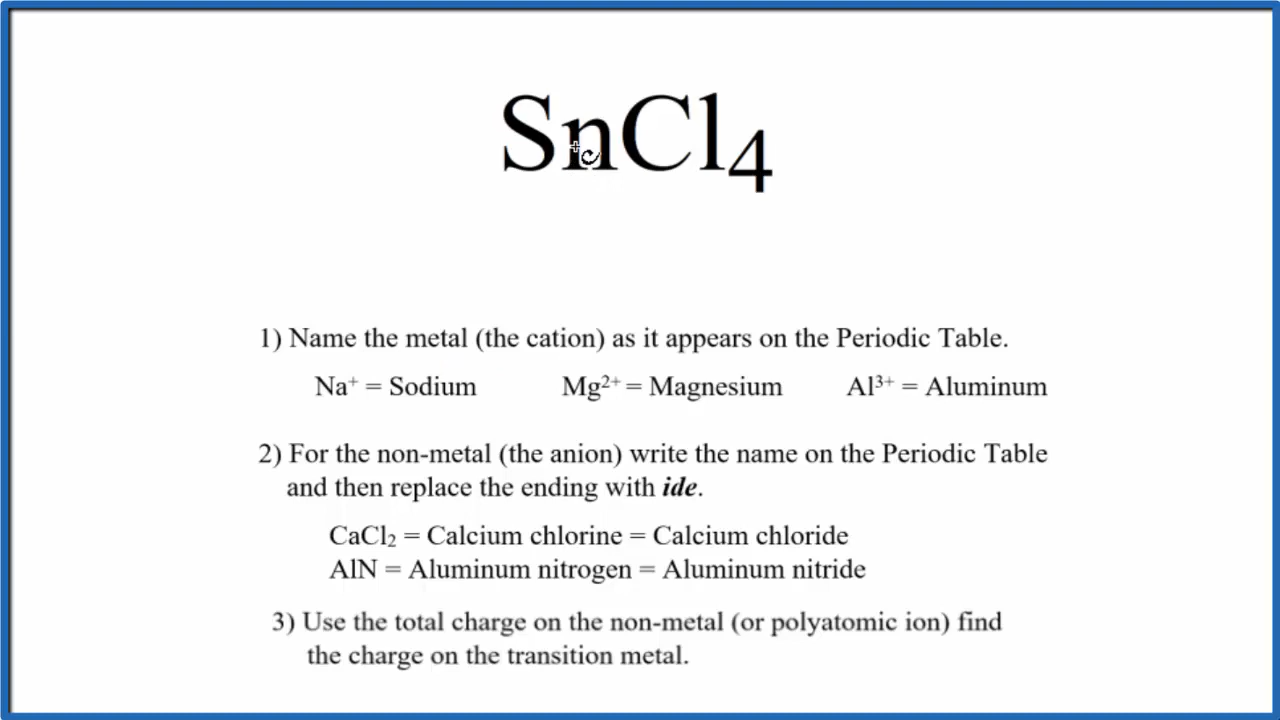 SnCl₄
1) Name the metal (the cation) as it appears on the Periodic Table.
Na⁺ = Sodium Mg²⁺ = Magnesium Al³⁺ = Aluminum
2) For the non-metal (the anion) write the name on the Periodic Table
and then replace the ending with ide.
CaCl₂ = Calcium chlorine = Calcium chloride
AlN = Aluminum nitrogen = Aluminum nitride
3) Use the total charge on the non-metal (or polyatomic ion) find
the charge on the transition metal.